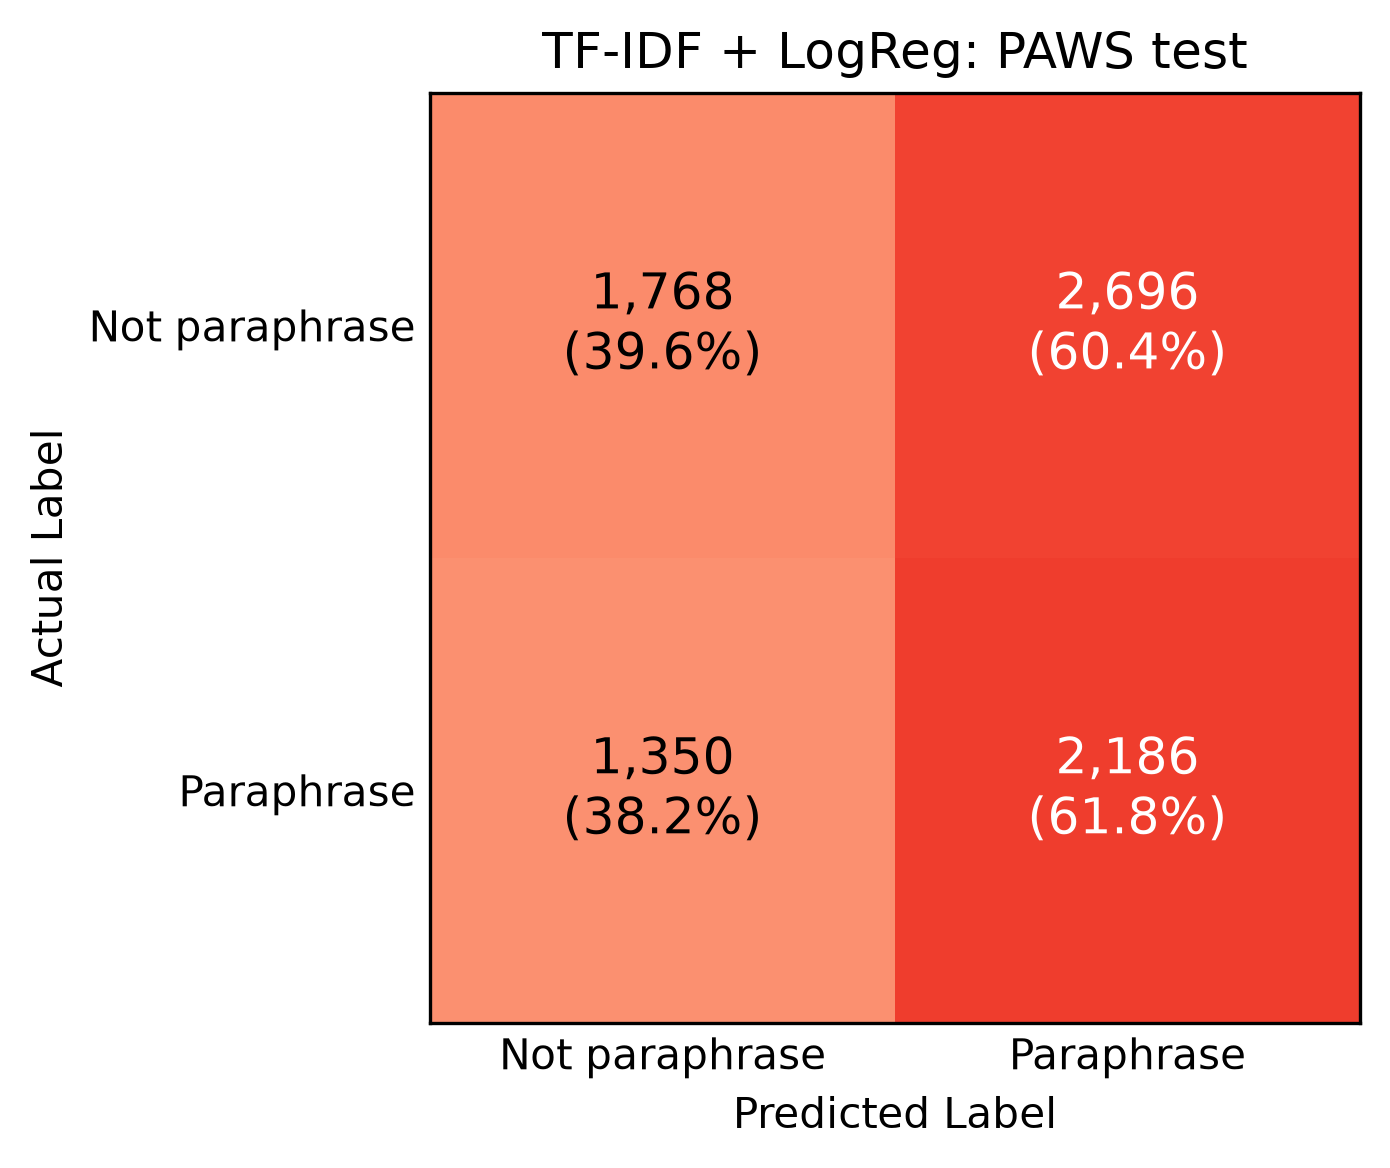 TF-IDF + LogReg: PAWS test
Actual Label
Not paraphrase
1,768
(39.6%)
2,696
(60.4%)
Paraphrase
1,350
(38.2%)
2,186
(61.8%)
Not paraphrase
Paraphrase
Predicted Label